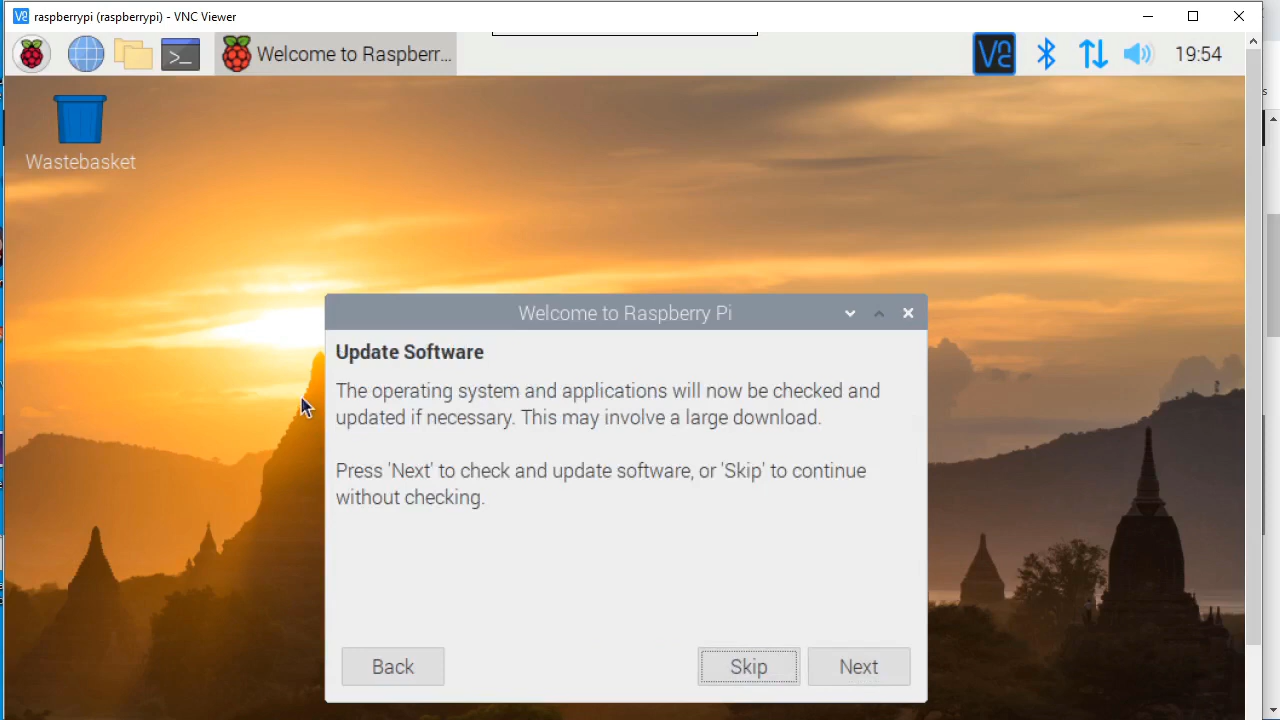 raspberrypi (raspberrypi) - VNC Viewer
Welcome to Raspberr...
19:54
Wastebasket
Welcome to Raspberry Pi
Update Software
The operating system and applications will now be checked and
updated if necessary. This may involve a large download.
Press 'Next' to check and update software, or 'Skip' to continue
without checking.
Back
Skip
Next